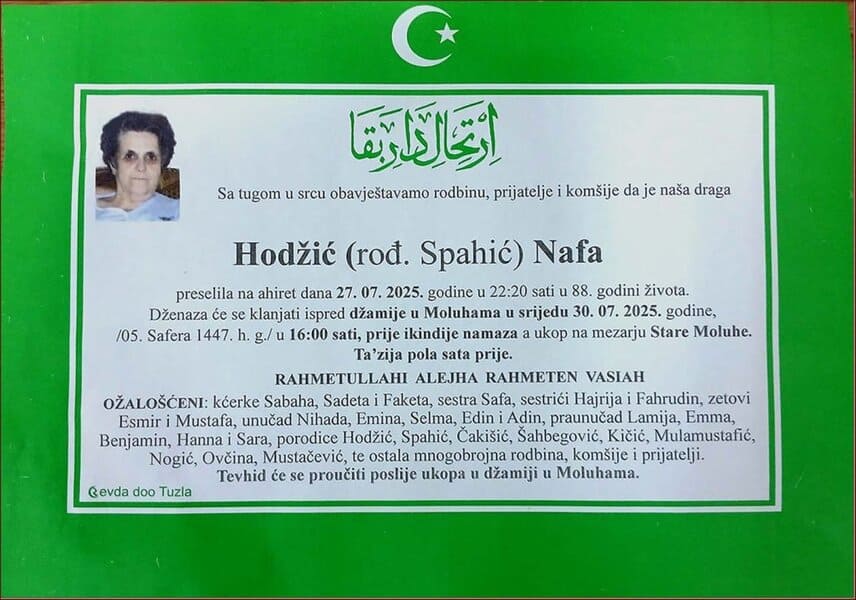 اِرْتِحَالِ دَارِ بَقَا
Sa tugom u srcu obavještavamo rodbinu, prijatelje i komšije da je naša draga
Hodžić (rođ. Spahić) Nafa
preselila na ahiret dana 27. 07. 2025. godine u 22:20 sati u 88. godini života.
Dženaza će se klanjati ispred džamije u Moluhama u srijedu 30. 07. 2025. godine,
/05. Safera 1447. h. g./ u 16:00 sati, prije ikindije namaza a ukop na mezarju Stare Moluhe.
Ta’zija pola sata prije.
RAHMETULLAHI ALEJHA RAHMETEN VASIAH
OŽALOŠĆENI: kćerke Sabaha, Sadeta i Faketa, sestra Safa, sestrići Hajrija i Fahrudin, zetovi
Esmir i Mustafa, unučad Nihada, Emina, Selma, Edin i Adin, praunučad Lamija, Emma,
Benjamin, Hanna i Sara, porodice Hodžić, Spahić, Čakišić, Šahbegović, Kičić, Mulamustafić,
Nogić, Ovčina, Mustačević, te ostala mnogobrojna rodbina, komšije i prijatelji.
Tevhid će se proučiti poslije ukopa u džamiji u Moluhama.
Sevda doo Tuzla